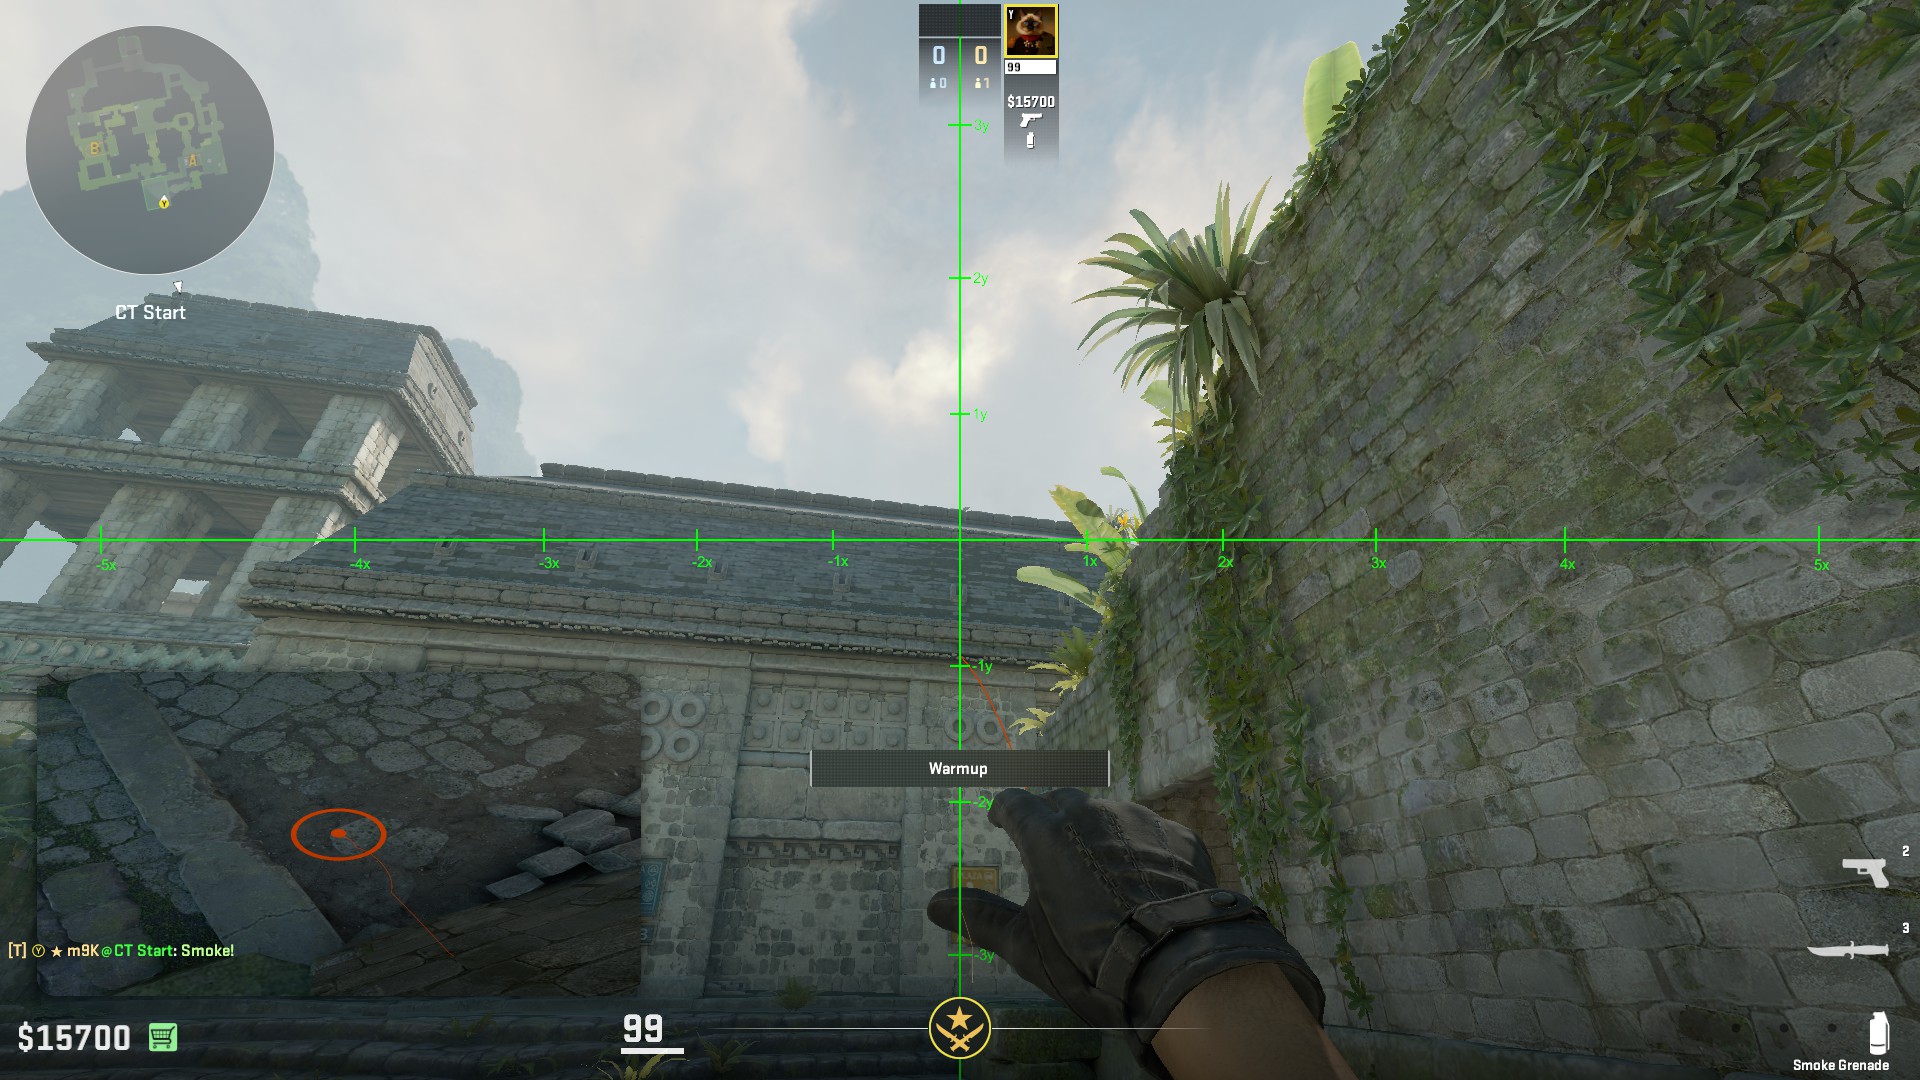 Y
0 0
99
0 1
$15700
3y
B
A
Y
2y
CT Start
1y
-5x -4x -3x -2x -1x 1x 2x 3x 4x 5x
-1y
Warmup
-2y
2
PLAZA
3
[T] Y ★ m9K@CT Start: Smoke!
-3y
$15700
99
Smoke Grenade